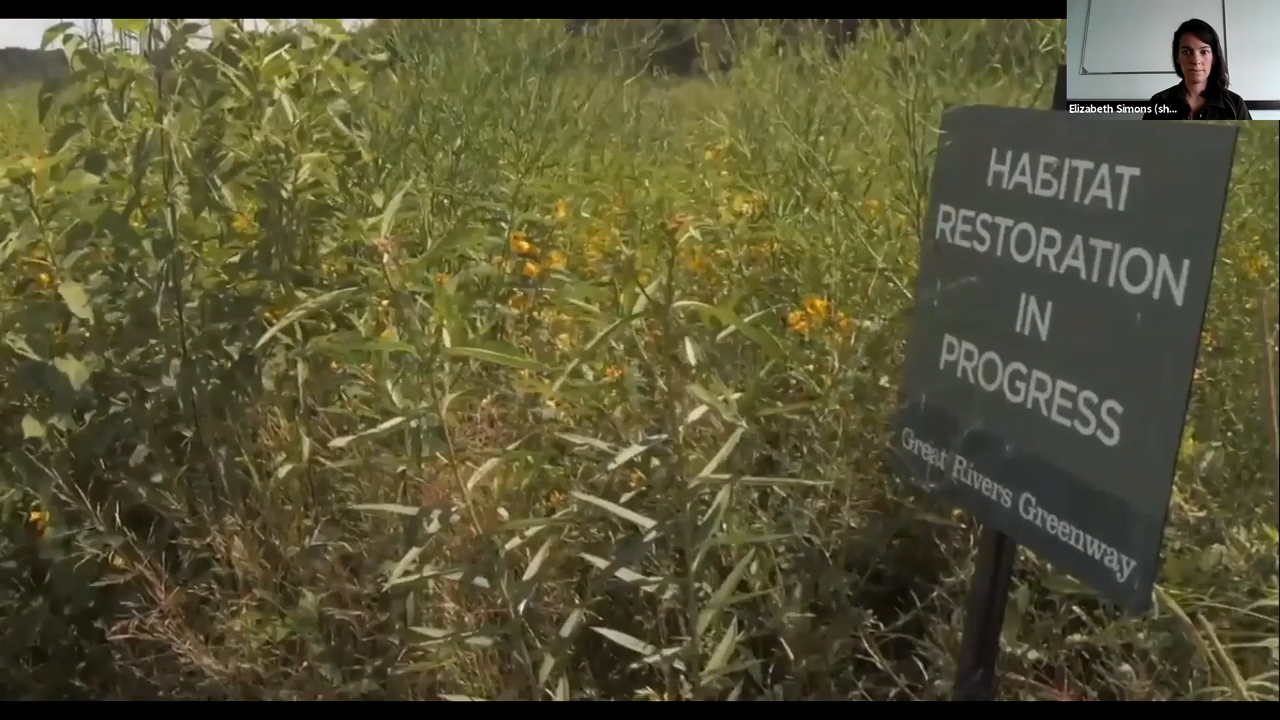 Elizabeth Simons (sh...
HABITAT
RESTORATION
IN
PROGRESS
Great Rivers Greenway